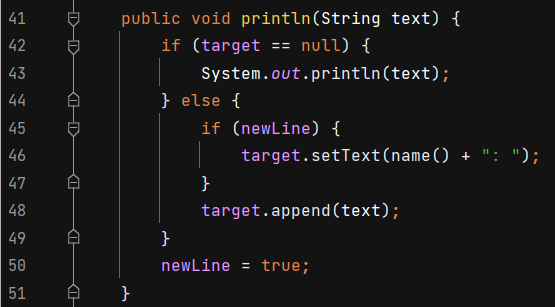 41 public void println(String text) {
42 if (target == null) {
43 System.out.println(text);
44 } else {
45 if (newLine) {
46 target.setText(name() + ": ");
47 }
48 target.append(text);
49 }
50 newLine = true;
51 }